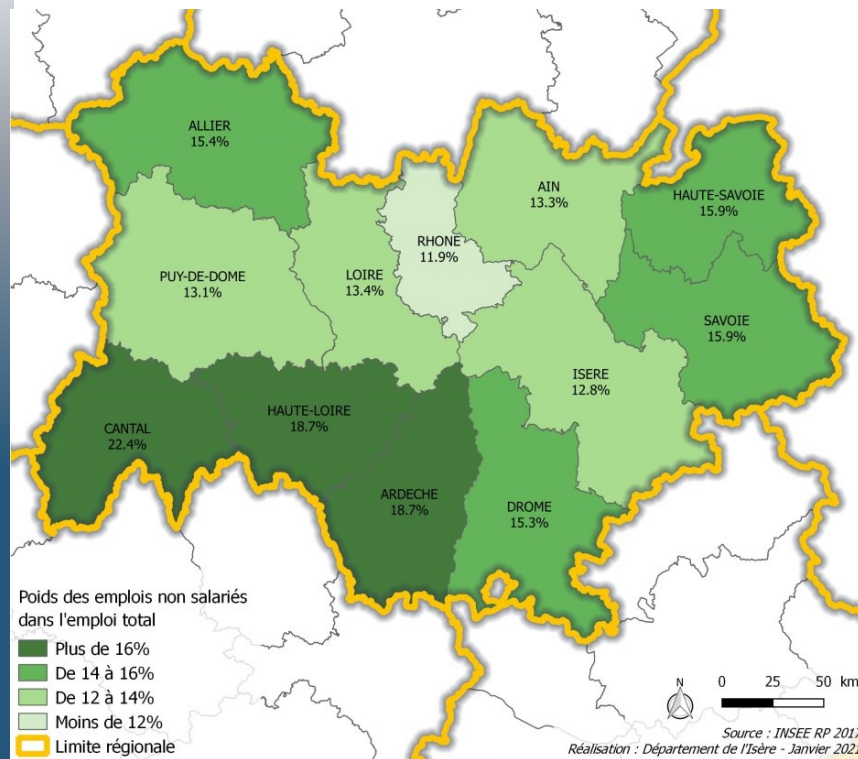 ALLIER
15.4%
AIN
13.3%
HAUTE-SAVOIE
15.9%
RHONE
11.9%
PUY-DE-DOME
13.1%
LOIRE
13.4%
SAVOIE
15.9%
ISERE
12.8%
HAUTE-LOIRE
18.7%
CANTAL
22.4%
ARDECHE
18.7%
DROME
15.3%
Poids des emplois non salariés
dans l'emploi total
Plus de 16%
De 14 à 16%
De 12 à 14%
Moins de 12%
Limite régionale
N
0 25 50 km
Source : INSEE RP 2017
Réalisation : Département de l'Isère - Janvier 2021